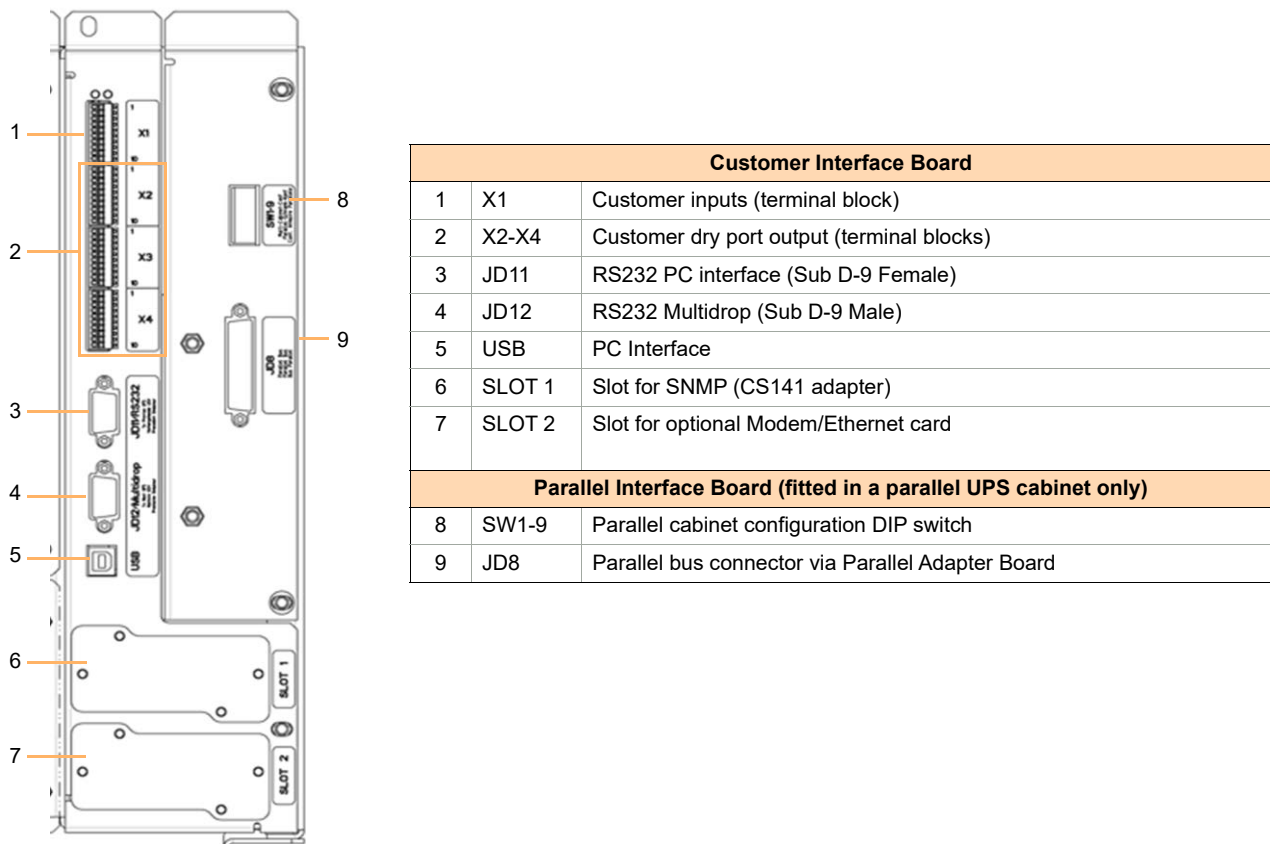 1
2
3
4
5
6
7
8
9
1
X1
1
X2
1
X3
1
X4
SW1-9
JD8
JD11/RS232
JD12/Multidrop
USB
SLOT 1
SLOT 2
Customer Interface Board
1 X1 Customer inputs (terminal block)
2 X2-X4 Customer dry port output (terminal blocks)
3 JD11 RS232 PC interface (Sub D-9 Female)
4 JD12 RS232 Multidrop (Sub D-9 Male)
5 USB PC Interface
6 SLOT 1 Slot for SNMP (CS141 adapter)
7 SLOT 2 Slot for optional Modem/Ethernet card
Parallel Interface Board (fitted in a parallel UPS cabinet only)
8 SW1-9 Parallel cabinet configuration DIP switch
9 JD8 Parallel bus connector via Parallel Adapter Board